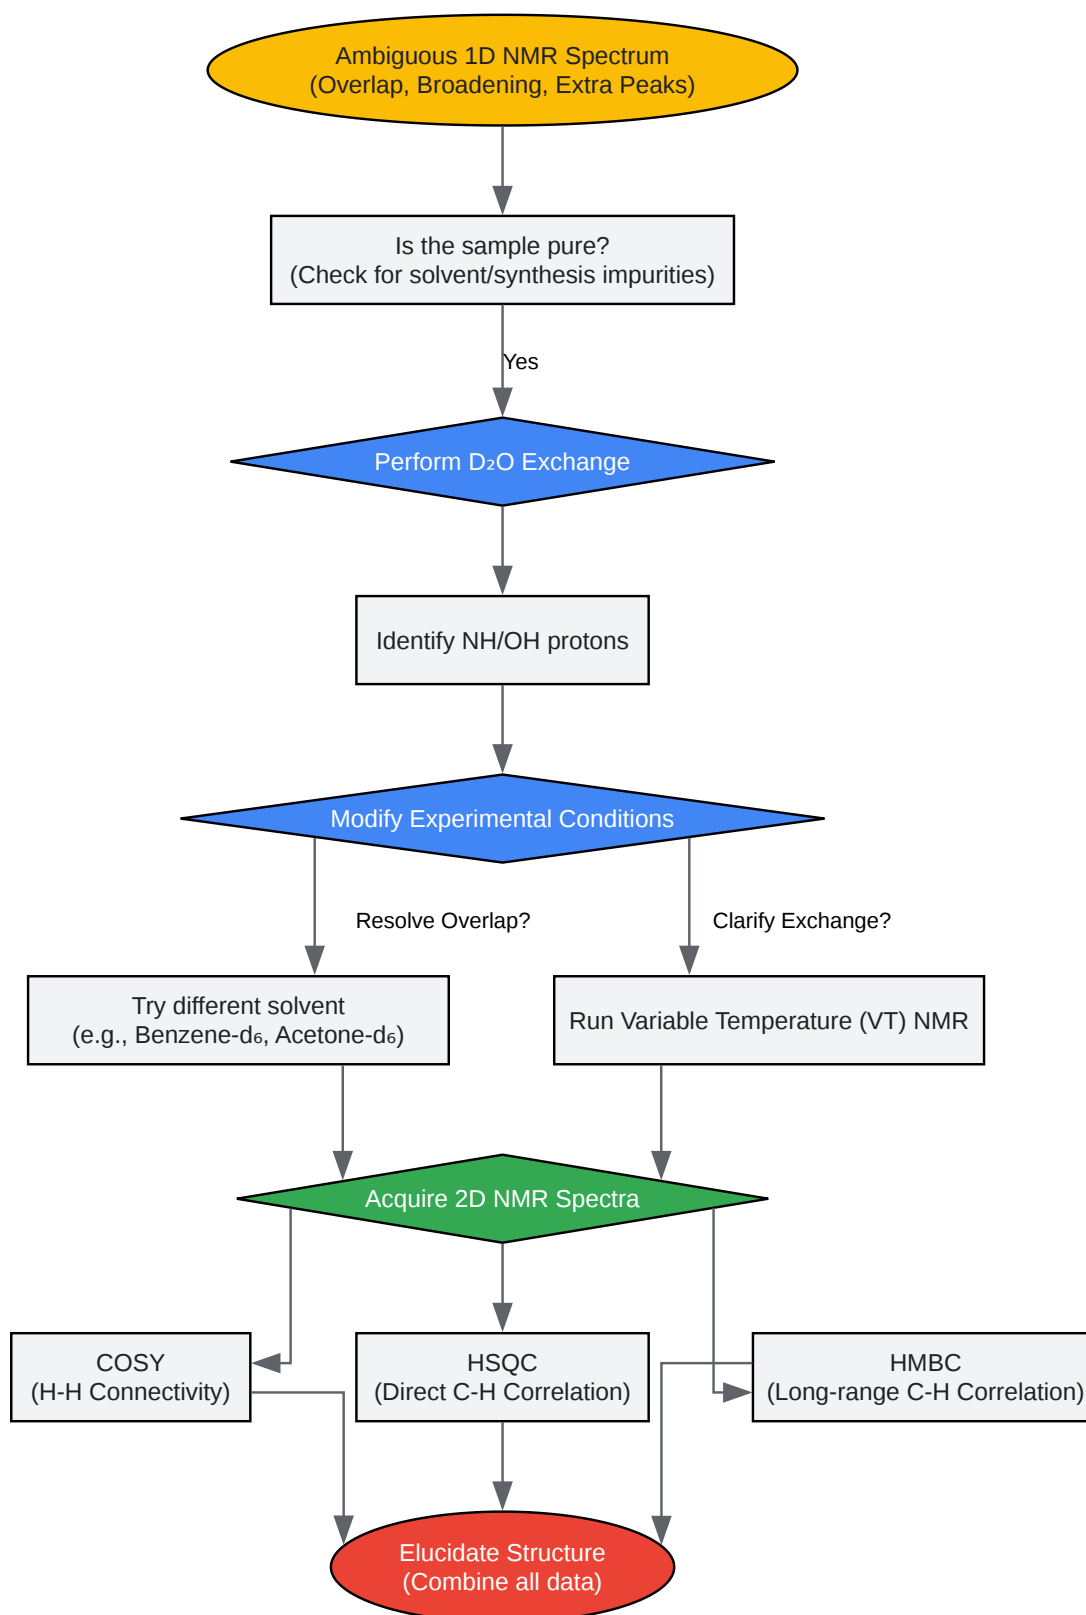 Ambiguous 1D NMR Spectrum
(Overlap, Broadening, Extra Peaks)
Is the sample pure?
(Check for solvent/synthesis impurities)
Yes
Perform D₂O Exchange
Identify NH/OH protons
Modify Experimental Conditions
Resolve Overlap?
Clarify Exchange?
Try different solvent
(e.g., Benzene-d₆, Acetone-d₆)
Run Variable Temperature (VT) NMR
Acquire 2D NMR Spectra
COSY
(H-H Connectivity)
HSQC
(Direct C-H Correlation)
HMBC
(Long-range C-H Correlation)
Elucidate Structure
(Combine all data)